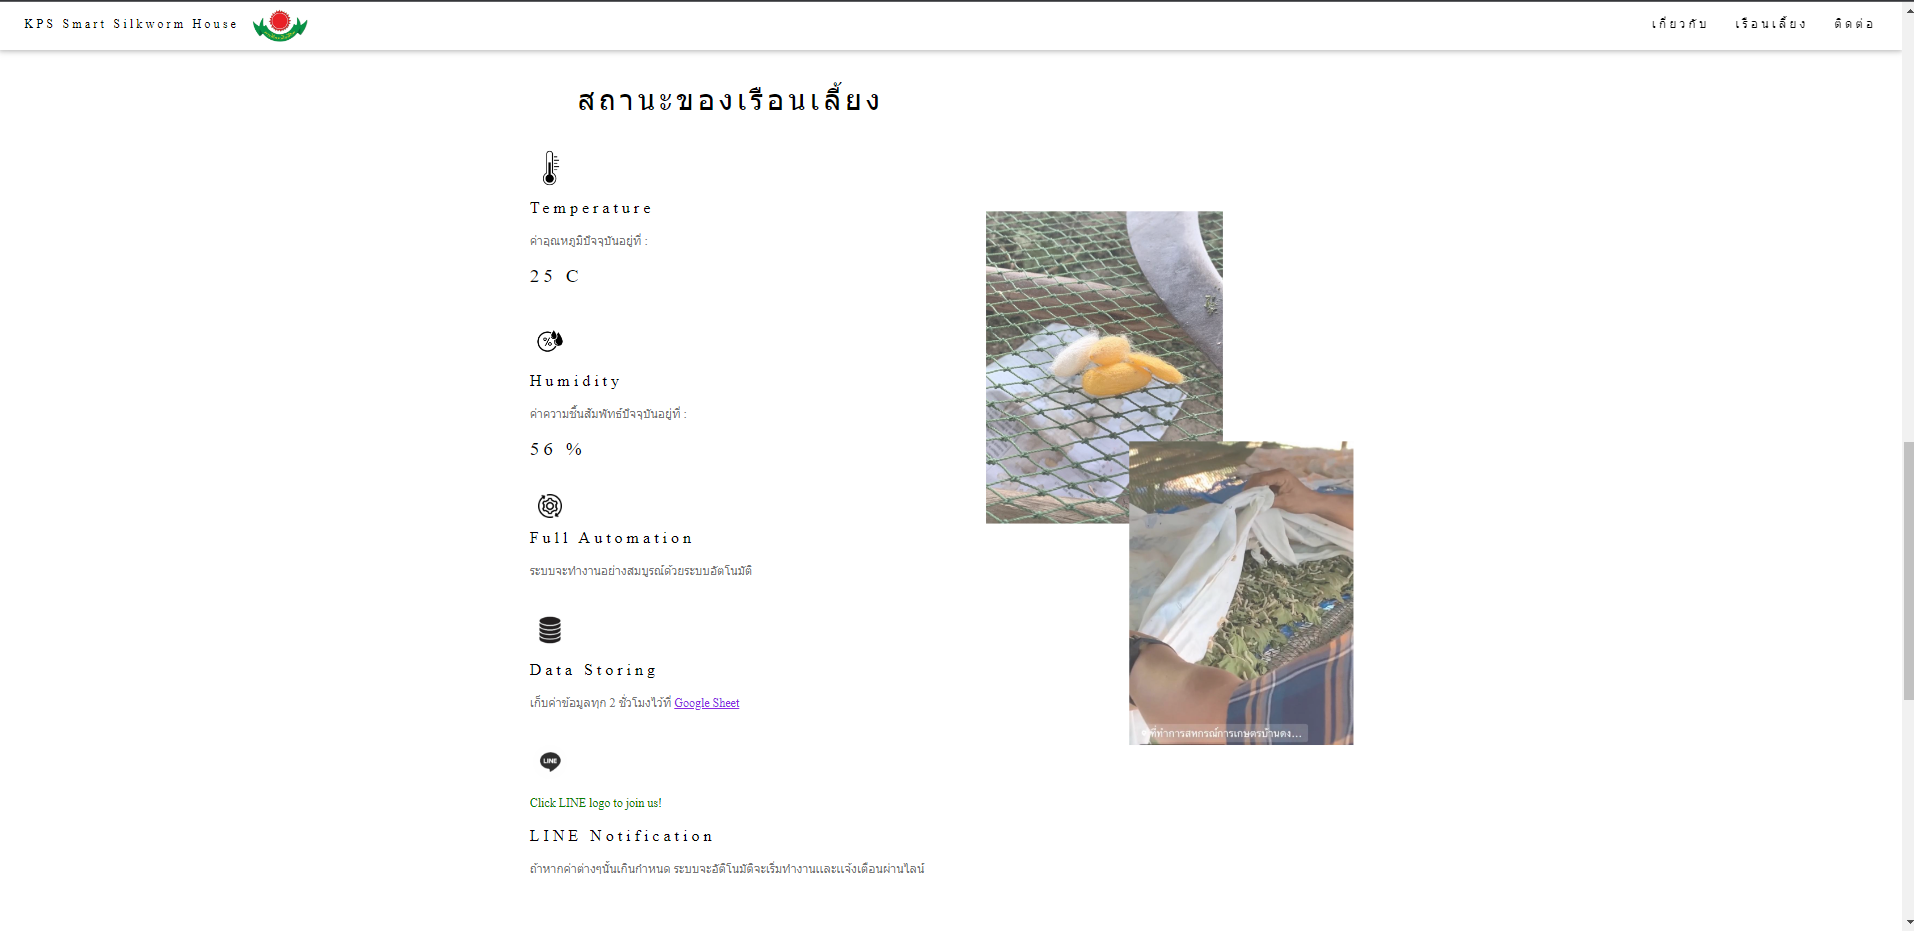 KPS Smart Silkworm House
เกี่ยวกับ
เรือนเลี้ยง
ติดต่อ
สถานะของเรือนเลี้ยง
Temperature
ค่าอุณหภูมิปัจจุบันอยู่ที่ :
25 C
%
Humidity
ค่าความชื้นสัมพัทธ์ปัจจุบันอยู่ที่ :
56 %
Full Automation
ระบบจะทำงานอย่างสมบูรณ์ด้วยระบบอัตโนมัติ
Data Storing
เก็บค่าข้อมูลทุก 2 ชั่วโมงไว้ที่ Google Sheet
LINE
Click LINE logo to join us!
LINE Notification
ถ้าหากค่าต่างๆนั้นเกินกำหนด ระบบจะอัติโนมัติจะเริ่มทำงานและแจ้งเตือนผ่านไลน์
ที่ทำการสหกรณ์การเกษตรบ้านดง...